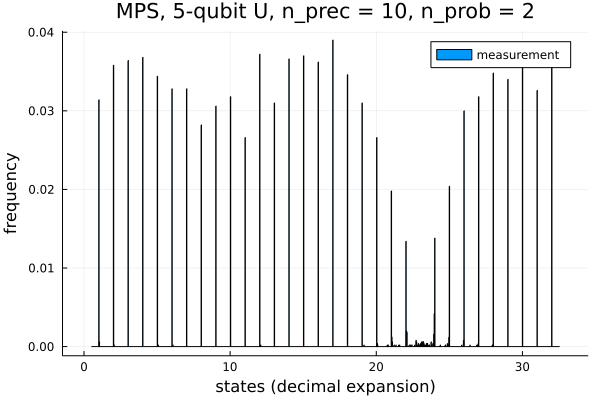 MPS, 5-qubit U, n_prec = 10, n_prob = 2
0.04
measurement
0.03
frequency
0.02
0.01
0.00
0 10 20 30
states (decimal expansion)